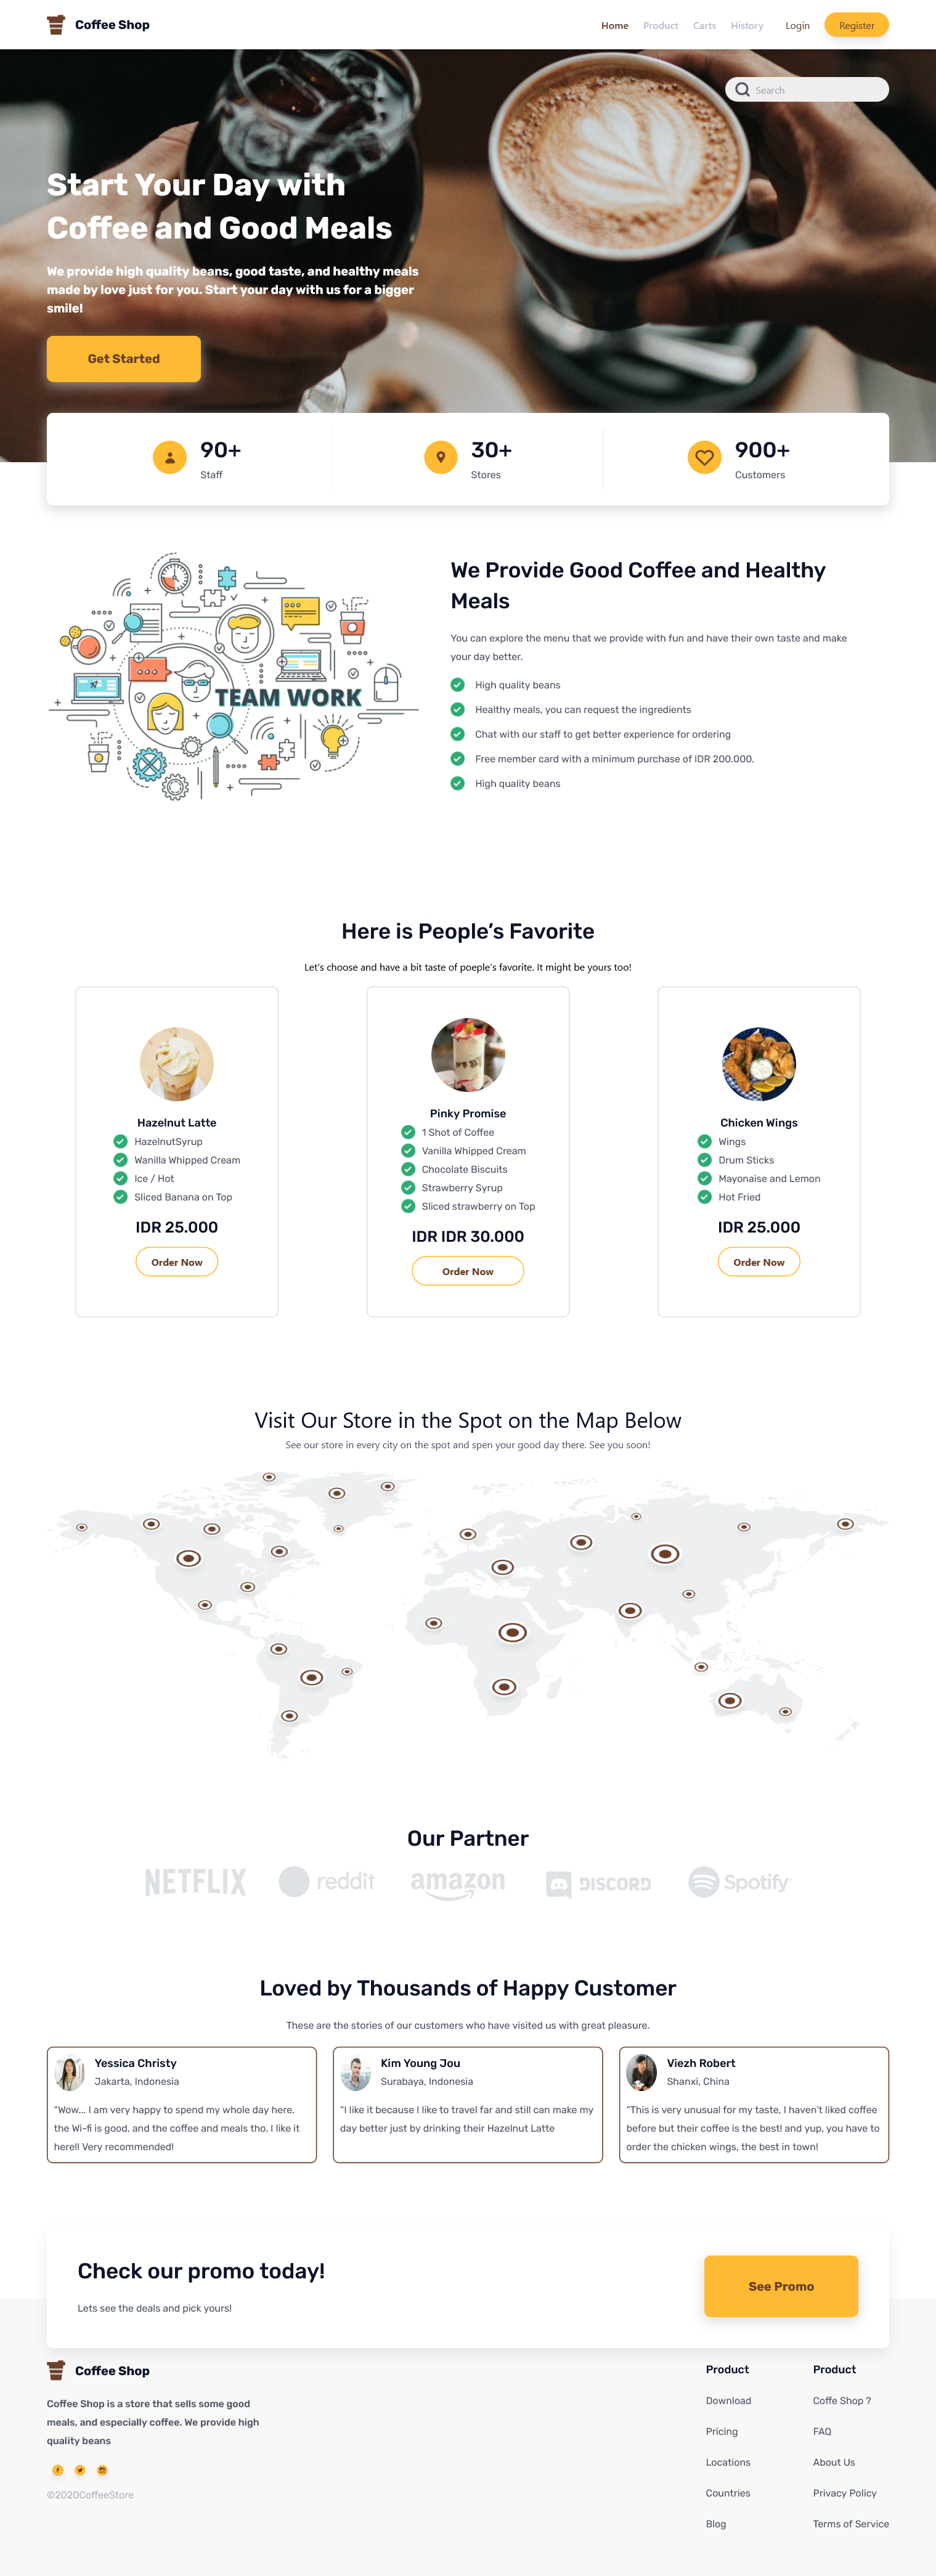 Coffee Shop
Home Product Carts History Login Register
Search
Start Your Day with
Coffee and Good Meals
We provide high quality beans, good taste, and healthy meals
made by love just for you. Start your day with us for a bigger
smile!
Get Started
90+
Staff
30+
Stores
900+
Customers
TEAM WORK
We Provide Good Coffee and Healthy
Meals
You can explore the menu that we provide with fun and have their own taste and make
your day better.
High quality beans
Healthy meals, you can request the ingredients
Chat with our staff to get better experience for ordering
Free member card with a minimum purchase of IDR 200.000.
High quality beans
Here is People's Favorite
Let's choose and have a bit taste of poeple's favorite. It might be yours too!
Hazelnut Latte
HazelnutSyrup
Wanilla Whipped Cream
Ice / Hot
Sliced Banana on Top
IDR 25.000
Order Now
Pinky Promise
1 Shot of Coffee
Vanilla Whipped Cream
Chocolate Biscuits
Strawberry Syrup
Sliced strawberry on Top
IDR IDR 30.000
Order Now
Chicken Wings
Wings
Drum Sticks
Mayonaise and Lemon
Hot Fried
IDR 25.000
Order Now
Visit Our Store in the Spot on the Map Below
See our store in every city on the spot and spen your good day there. See you soon!
Our Partner
NETFLIX reddit amazon DISCORD Spotify
Loved by Thousands of Happy Customer
These are the stories of our customers who have visited us with great pleasure.
Yessica Christy
Jakarta, Indonesia
"Wow... I am very happy to spend my whole day here.
the Wi-fi is good, and the coffee and meals tho. I like it
here!! Very recommended!
Kim Young Jou
Surabaya, Indonesia
"I like it because I like to travel far and still can make my
day better just by drinking their Hazelnut Latte
Viezh Robert
Shanxi, China
"This is very unusual for my taste, I haven't liked coffee
before but their coffee is the best! and yup, you have to
order the chicken wings, the best in town!
Check our promo today!
Lets see the deals and pick yours!
See Promo
Coffee Shop
Coffee Shop is a store that sells some good
meals, and especially coffee. We provide high
quality beans
©2020CoffeeStore
Product
Download
Pricing
Locations
Countries
Blog
Product
Coffe Shop ?
FAQ
About Us
Privacy Policy
Terms of Service